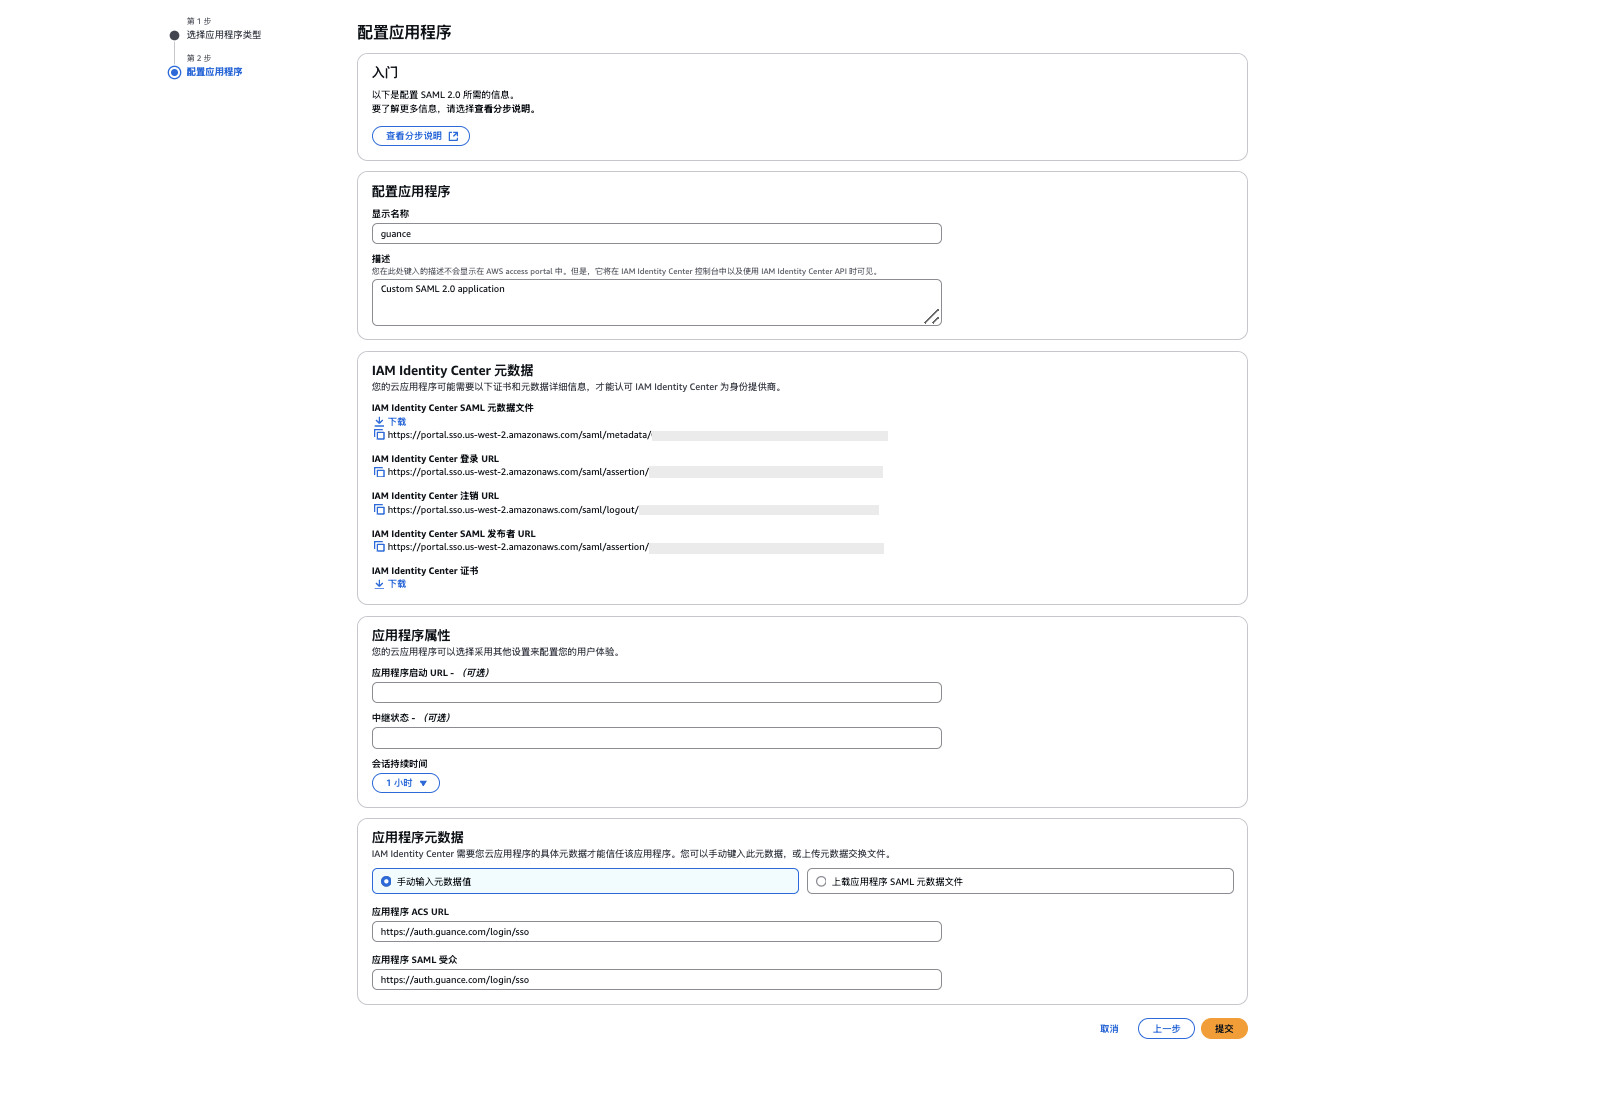 第 1 步
选择应用程序类型
第 2 步
配置应用程序
配置应用程序
入门
以下是配置 SAML 2.0 所需的信息。
要了解更多信息，请选择查看分步说明。
查看分步说明
配置应用程序
显示名称
guance
描述
您在此处键入的描述不会显示在 AWS access portal 中。但是，它将在 IAM Identity Center 控制台中以及使用 IAM Identity Center API 时可见。
Custom SAML 2.0 application
IAM Identity Center 元数据
您的云应用程序可能需要以下证书和元数据详细信息，才能认可 IAM Identity Center 为身份提供商。
IAM Identity Center SAML 元数据文件
下载
https://portal.sso.us-west-2.amazonaws.com/saml/metadata/
IAM Identity Center 登录 URL
https://portal.sso.us-west-2.amazonaws.com/saml/assertion/
IAM Identity Center 注销 URL
https://portal.sso.us-west-2.amazonaws.com/saml/logout/
IAM Identity Center SAML 发布者 URL
https://portal.sso.us-west-2.amazonaws.com/saml/assertion/
IAM Identity Center 证书
下载
应用程序属性
您的云应用程序可以选择采用其他设置来配置您的用户体验。
应用程序启动 URL - （可选）
中继状态 - （可选）
会话持续时间
1 小时
应用程序元数据
IAM Identity Center 需要您云应用程序的具体元数据才能信任该应用程序。您可以手动键入此元数据，或上传元数据交换文件。
手动输入元数据值
上载应用程序 SAML 元数据文件
应用程序 ACS URL
https://auth.guance.com/login/sso
应用程序 SAML 受众
https://auth.guance.com/login/sso
取消
上一步
提交